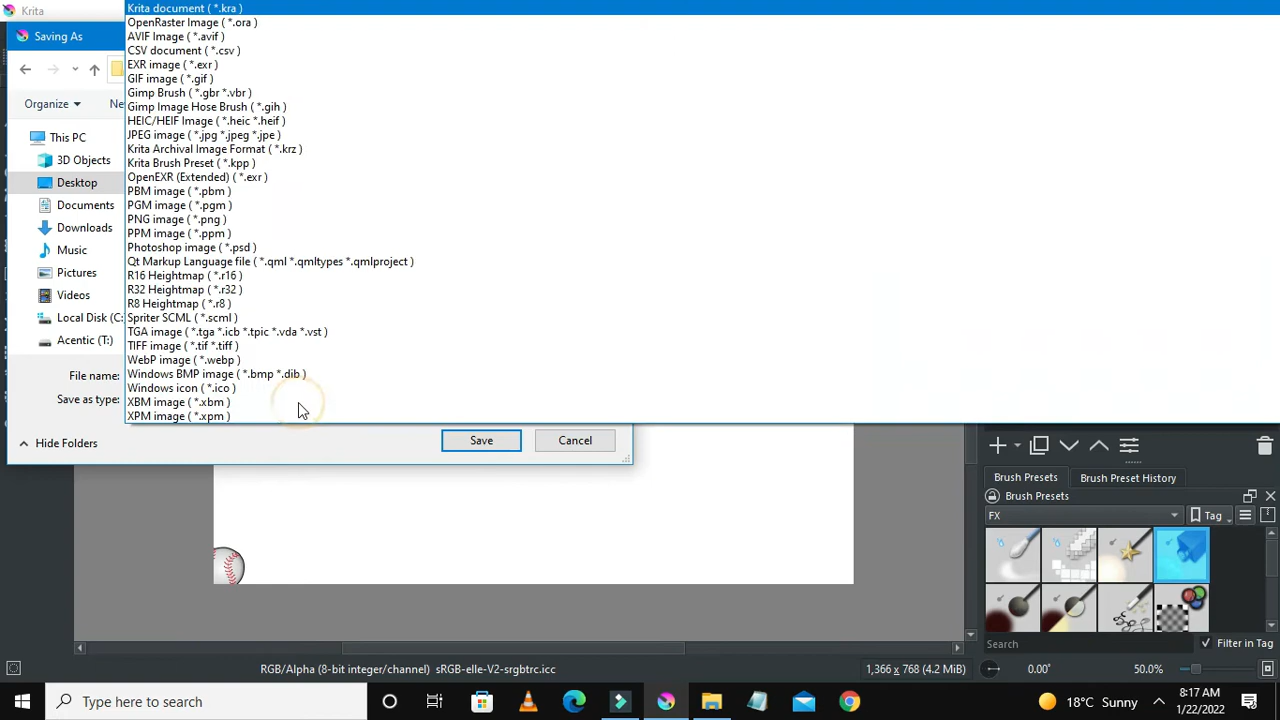 Krita
Krita document ( *.kra )
OpenRaster Image ( *.ora )
Saving As
AVIF Image ( *.avif )
CSV document ( *.csv )
EXR image ( *.exr )
GIF image ( *.gif )
Gimp Brush ( *.gbr *.vbr )
Organize
Ne
Gimp Image Hose Brush ( *.gih )
HEIC/HEIF Image ( *.heic *.heif )
This PC
JPEG image ( *.jpg *.jpeg *.jpe )
Krita Archival Image Format ( *.krz )
3D Objects
Krita Brush Preset ( *.kpp )
OpenEXR (Extended) ( *.exr )
Desktop
PBM image ( *.pbm )
Documents
PGM image ( *.pgm )
PNG image ( *.png )
Downloads
PPM image ( *.ppm )
Music
Photoshop image ( *.psd )
Qt Markup Language file ( *.qml *.qmltypes *.qmlproject )
Pictures
R16 Heightmap ( *.r16 )
R32 Heightmap ( *.r32 )
Videos
R8 Heightmap ( *.r8 )
Local Disk (C:
Spriter SCML ( *.scml )
TGA image ( *.tga *.icb *.tpic *.vda *.vst )
Acentic (T:)
TIFF image ( *.tif *.tiff )
WebP image ( *.webp )
File name:
Windows BMP image ( *.bmp *.dib )
Windows icon ( *.ico )
Save as type:
XBM image ( *.xbm )
XPM image ( *.xpm )
Hide Folders
Save
Cancel
Brush Presets
Brush Preset History
Brush Presets
FX
Tag
Search
Filter in Tag
RGB/Alpha (8-bit integer/channel) sRGB-elle-V2-srgbtrc.icc
1,366 x 768 (4.2 MiB)
0.00°
50.0%
Type here to search
18°C Sunny
8:17 AM
1/22/2022